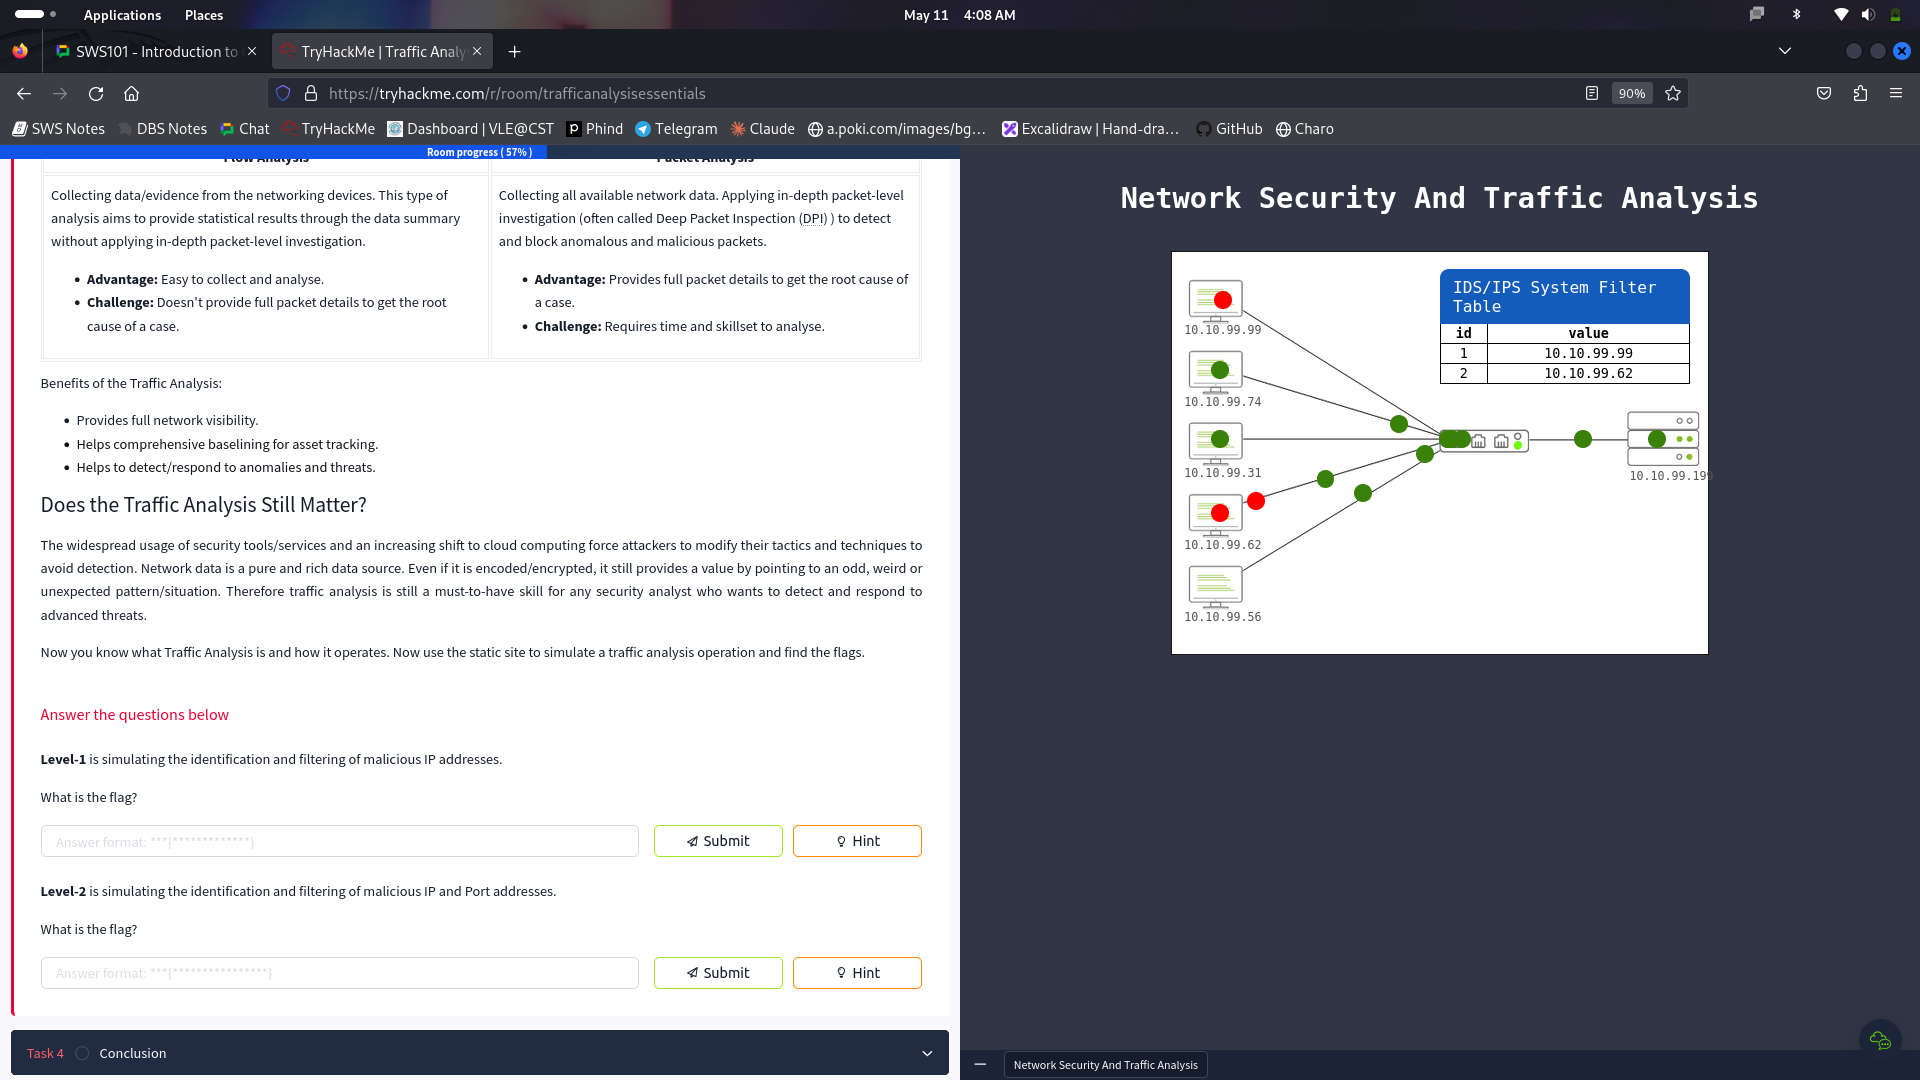 Applications Places May 11 4:08 AM
SWS101 - Introduction to TryHackMe | Traffic Analy
https://tryhackme.com/r/room/trafficanalysisessentials 90%
SWS Notes DBS Notes Chat TryHackMe Dashboard | VLE@CST Phind Telegram Claude a.poki.com/images/bg… Excalidraw | Hand-dra… GitHub Charo
Room progress ( 57% )
Flow Analysis Packet Analysis
Collecting data/evidence from the networking devices. This type of
analysis aims to provide statistical results through the data summary
without applying in-depth packet-level investigation.
Advantage: Easy to collect and analyse.
Challenge: Doesn't provide full packet details to get the root
cause of a case.
Collecting all available network data. Applying in-depth packet-level
investigation (often called Deep Packet Inspection (DPI) ) to detect
and block anomalous and malicious packets.
Advantage: Provides full packet details to get the root cause of
a case.
Challenge: Requires time and skillset to analyse.
Benefits of the Traffic Analysis:
Provides full network visibility.
Helps comprehensive baselining for asset tracking.
Helps to detect/respond to anomalies and threats.
Does the Traffic Analysis Still Matter?
The widespread usage of security tools/services and an increasing shift to cloud computing force attackers to modify their tactics and techniques to
avoid detection. Network data is a pure and rich data source. Even if it is encoded/encrypted, it still provides a value by pointing to an odd, weird or
unexpected pattern/situation. Therefore traffic analysis is still a must-to-have skill for any security analyst who wants to detect and respond to
advanced threats.
Now you know what Traffic Analysis is and how it operates. Now use the static site to simulate a traffic analysis operation and find the flags.
Answer the questions below
Level-1 is simulating the identification and filtering of malicious IP addresses.
What is the flag?
Answer format: ***{*************}
Submit Hint
Level-2 is simulating the identification and filtering of malicious IP and Port addresses.
What is the flag?
Answer format: ***{****************}
Submit Hint
Task 4 Conclusion
Network Security And Traffic Analysis
IDS/IPS System Filter
Table
id value
1 10.10.99.99
2 10.10.99.62
10.10.99.99
10.10.99.74
10.10.99.31
10.10.99.62
10.10.99.56
10.10.99.199
Network Security And Traffic Analysis